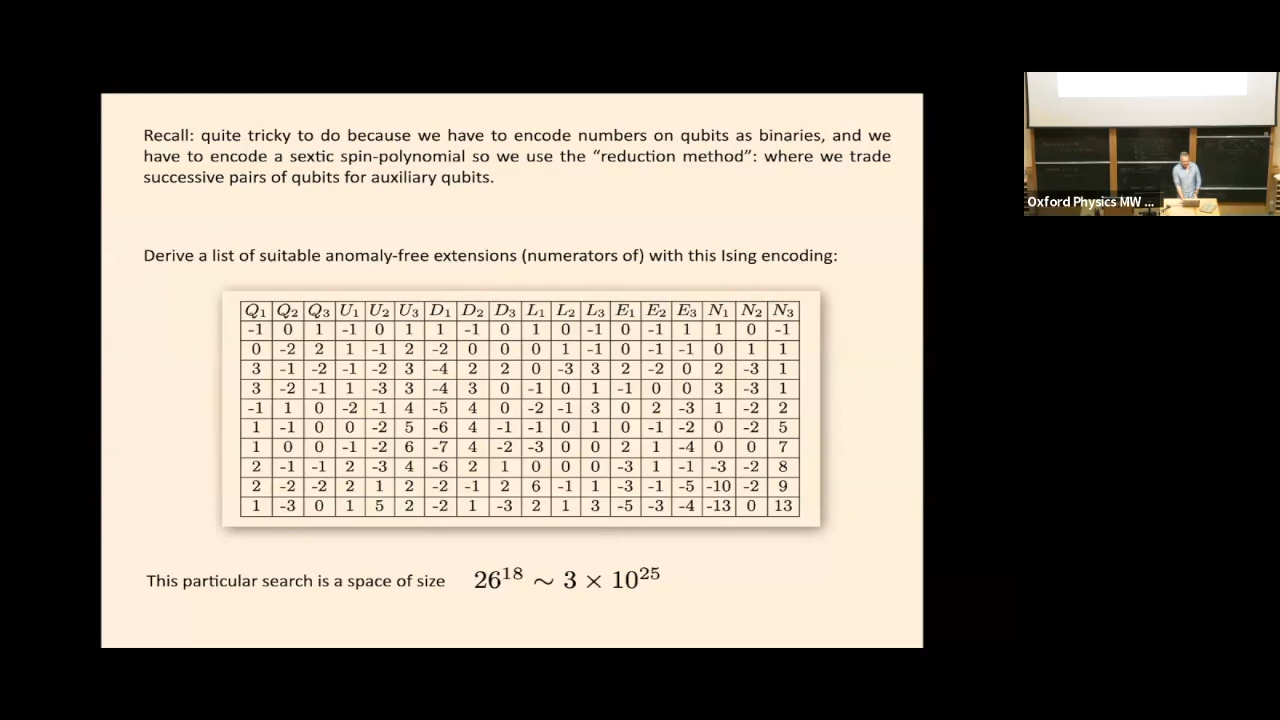 Recall: quite tricky to do because we have to encode numbers on qubits as binaries, and we
have to encode a sextic spin-polynomial so we use the “reduction method”: where we trade
successive pairs of qubits for auxiliary qubits.
Derive a list of suitable anomaly-free extensions (numerators of) with this Ising encoding:
Q₁ Q₂ Q₃ U₁ U₂ U₃ D₁ D₂ D₃ L₁ L₂ L₃ E₁ E₂ E₃ N₁ N₂ N₃
-1 0 1 -1 0 1 1 -1 0 1 0 -1 0 -1 1 1 0 -1
0 -2 2 1 -1 2 -2 0 0 0 1 -1 0 -1 -1 0 1 1
3 -1 -2 -1 -2 3 -4 2 2 0 -3 3 2 -2 0 2 -3 1
3 -2 -1 1 -3 3 -4 3 0 -1 0 1 -1 0 0 3 -3 1
-1 1 0 -2 -1 4 -5 4 0 -2 -1 3 0 2 -3 1 -2 2
1 -1 0 0 -2 5 -6 4 -1 -1 0 1 0 -1 -2 0 -2 5
1 0 0 -1 -2 6 -7 4 -2 -3 0 0 2 1 -4 0 0 7
2 -1 -1 2 -3 4 -6 2 1 0 0 0 -3 1 -1 -3 -2 8
2 -2 -2 2 1 2 -2 -1 2 6 -1 1 -3 -1 -5 -10 -2 9
1 -3 0 1 5 2 -2 1 -3 2 1 3 -5 -3 -4 -13 0 13
This particular search is a space of size 26¹⁸ ∼ 3 × 10²⁵
Oxford Physics MW ...